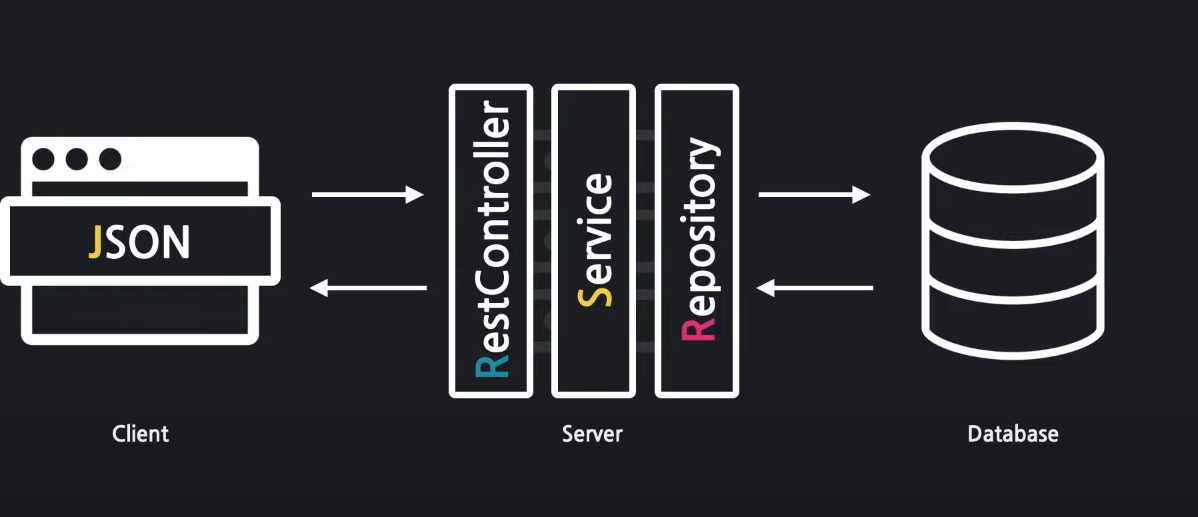 JSON
RestController
Service
Repository
Client
Server
Database